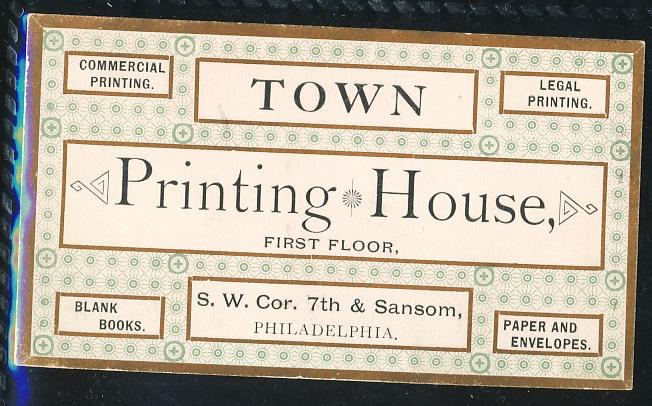 COMMERCIAL
PRINTING.
TOWN
LEGAL
PRINTING.
Printing House,
FIRST FLOOR,
BLANK
BOOKS.
S. W. Cor. 7th & Sansom,
PHILADELPHIA.
PAPER AND
ENVELOPES.